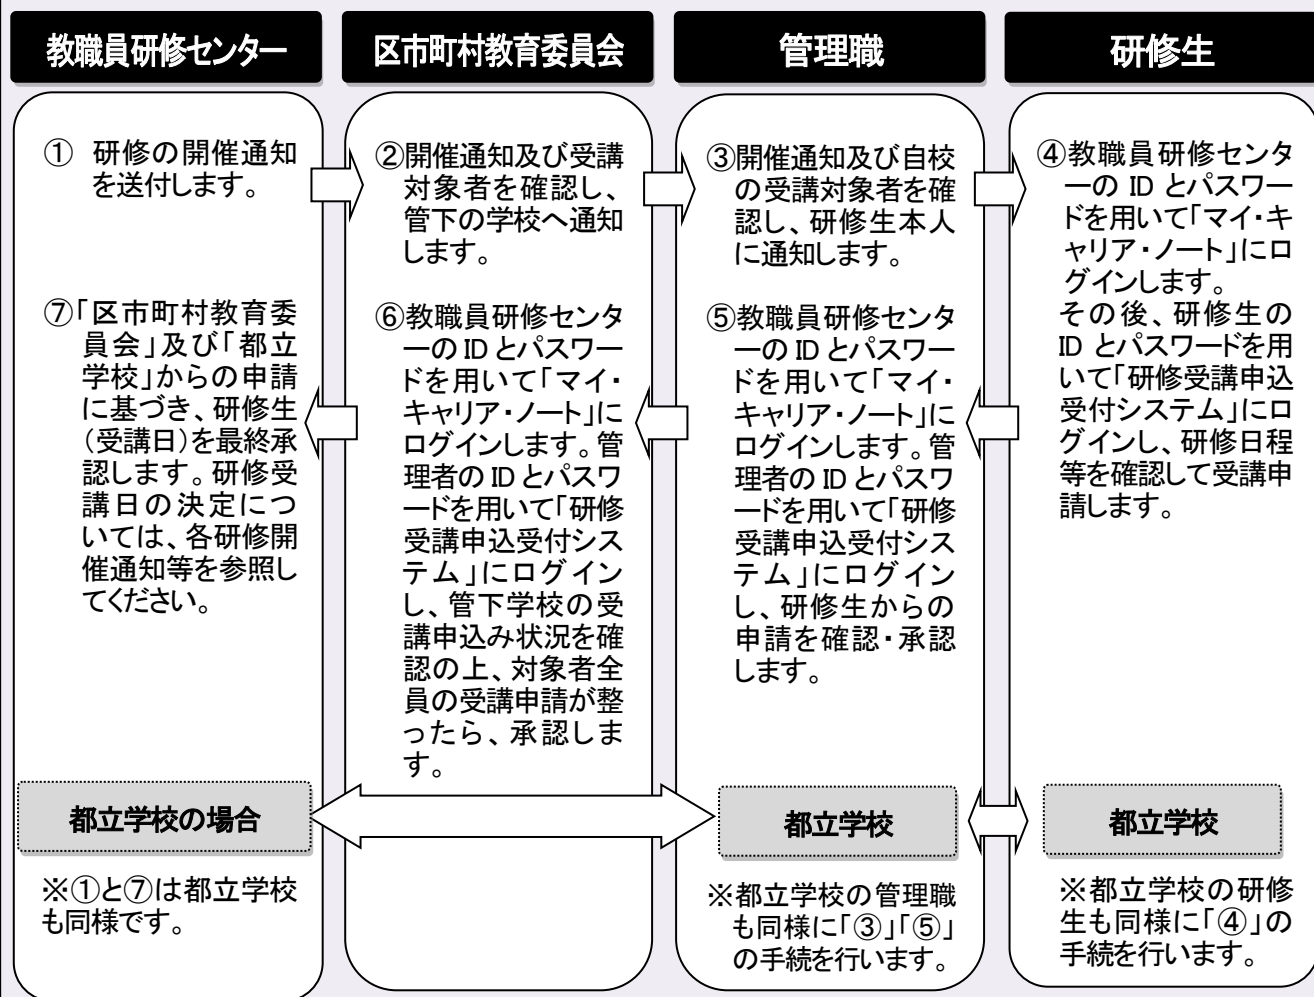 教職員研修センター
① 研修の開催通知
を送付します。
⑦「区市町村教育委
員会」及び「都立
学校」からの申請
に基づき、研修生
（受講日）を最終承
認します。研修受
講日の決定につ
いては、各研修開
催通知等を参照し
てください。
都立学校の場合
※①と⑦は都立学校
も同様です。
区市町村教育委員会
②開催通知及び受講
対象者を確認し、
管下の学校へ通知
します。
⑥教職員研修センタ
ーの ID とパスワー
ドを用いて「マイ・
キャリア・ノート」に
ログインします。管
理者の ID とパスワ
ードを用いて「研修
受講申込受付シス
テム」にログイン
し、管下学校の受
講申込み状況を確
認の上、対象者全
員の受講申請が整
ったら、承認しま
す。
管理職
③開催通知及び自校
の受講対象者を確
認し、研修生本人
に通知します。
⑤教職員研修センタ
ーの ID とパスワー
ドを用いて「マイ・
キャリア・ノート」に
ログインします。管
理者の ID とパスワ
ードを用いて「研修
受講申込受付シス
テム」にログイン
し、研修生からの
申請を確認・承認
します。
都立学校
※都立学校の管理職
も同様に「③」「⑤」
の手続を行います。
研修生
④教職員研修センタ
ーの ID とパスワー
ドを用いて「マイ・キ
ャリア・ノート」にロ
グインします。
その後、研修生の
ID とパスワードを用
いて「研修受講申込
受付システム」にロ
グインし、研修日程
等を確認して受講申
請します。
都立学校
※都立学校の研修
生も同様に「④」の
手続を行います。